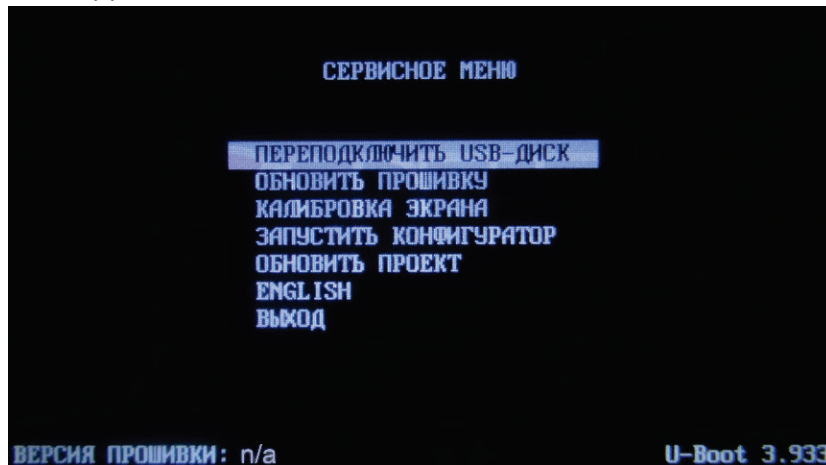 СЕРВИСНОЕ МЕНЮ
ПЕРЕПОДКЛЮЧИТЬ USB-ДИСК
ОБНОВИТЬ ПРОШИВКУ
КАЛИБРОВКА ЭКРАНА
ЗАПУСТИТЬ КОНФИГУРАТОР
ОБНОВИТЬ ПРОЕКТ
ENGLISH
ВЫХОД
ВЕРСИЯ ПРОШИВКИ: n/a
U-Boot 3.933